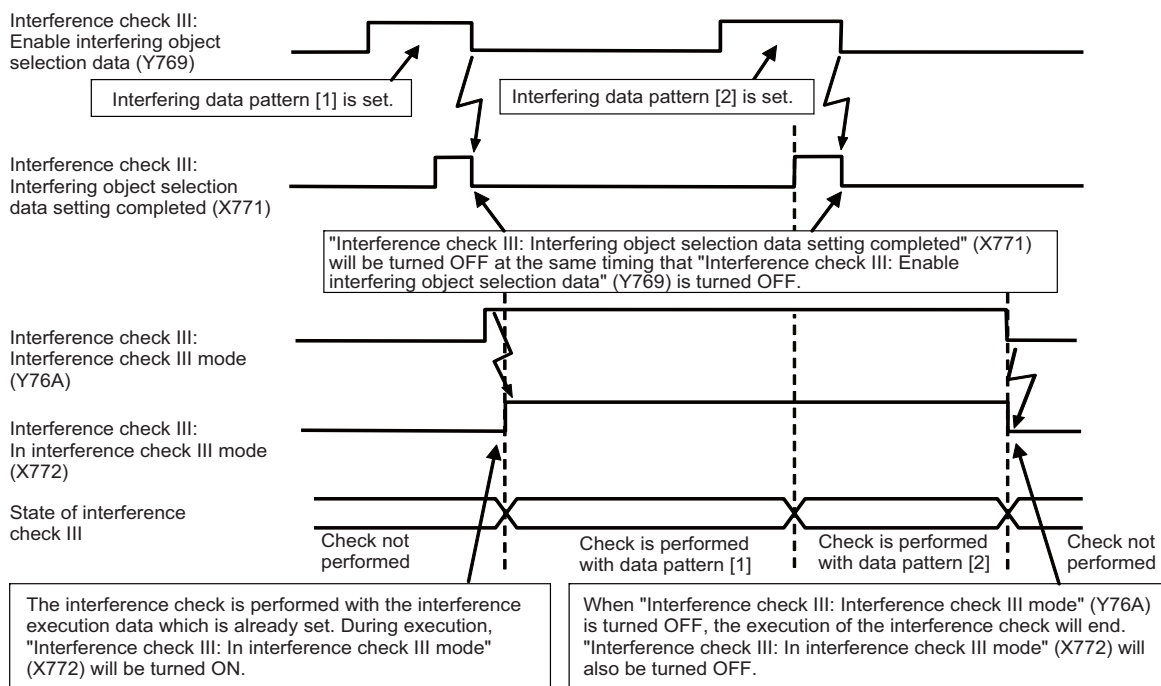 Interference check III:
Enable interfering object
selection data (Y769)
Interfering data pattern [1] is set.
Interfering data pattern [2] is set.
Interference check III:
Interfering object selection
data setting completed (X771)
"Interference check III: Interfering object selection data setting completed" (X771)
will be turned OFF at the same timing that "Interference check III: Enable
interfering object selection data" (Y769) is turned OFF.
Interference check III:
Interference check III mode
(Y76A)
Interference check III:
In interference check III mode
(X772)
State of interference
check III
Check not
performed
Check is performed
with data pattern [1]
Check is performed
with data pattern [2]
Check not
performed
The interference check is performed with the interference
execution data which is already set. During execution,
"Interference check III: In interference check III mode"
(X772) will be turned ON.
When "Interference check III: Interference check III mode" (Y76A)
is turned OFF, the execution of the interference check will end.
"Interference check III: In interference check III mode" (X772) will
also be turned OFF.